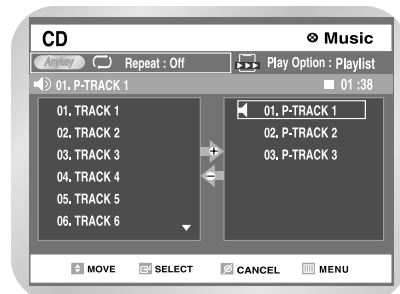 CD
Music
Anykey Repeat : Off Play Option : Playlist
01. P-TRACK 1 01 :38
01. TRACK 1
02. TRACK 2
03. TRACK 3
04. TRACK 4
05. TRACK 5
06. TRACK 6
01. P-TRACK 1
02. P-TRACK 2
03. P-TRACK 3
MOVE SELECT CANCEL MENU